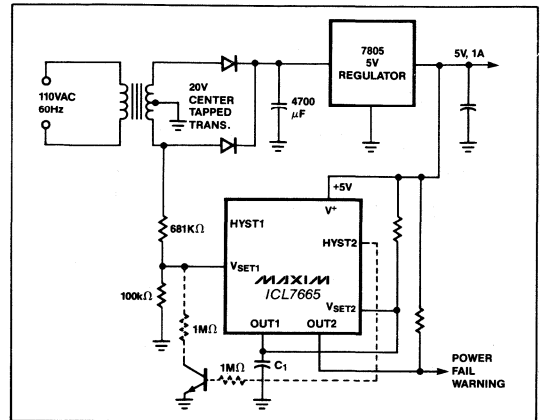 7805
5V
REGULATOR
5V, 1A
110VAC
60Hz
20V
CENTER
TAPPED
TRANS.
4700
µF
+5V
V+
681KΩ
HYST1
HYST2
VSET1
MAXIM
ICL7665
100kΩ
VSET2
OUT1
OUT2
1MΩ
1MΩ
C1
POWER
FAIL
WARNING